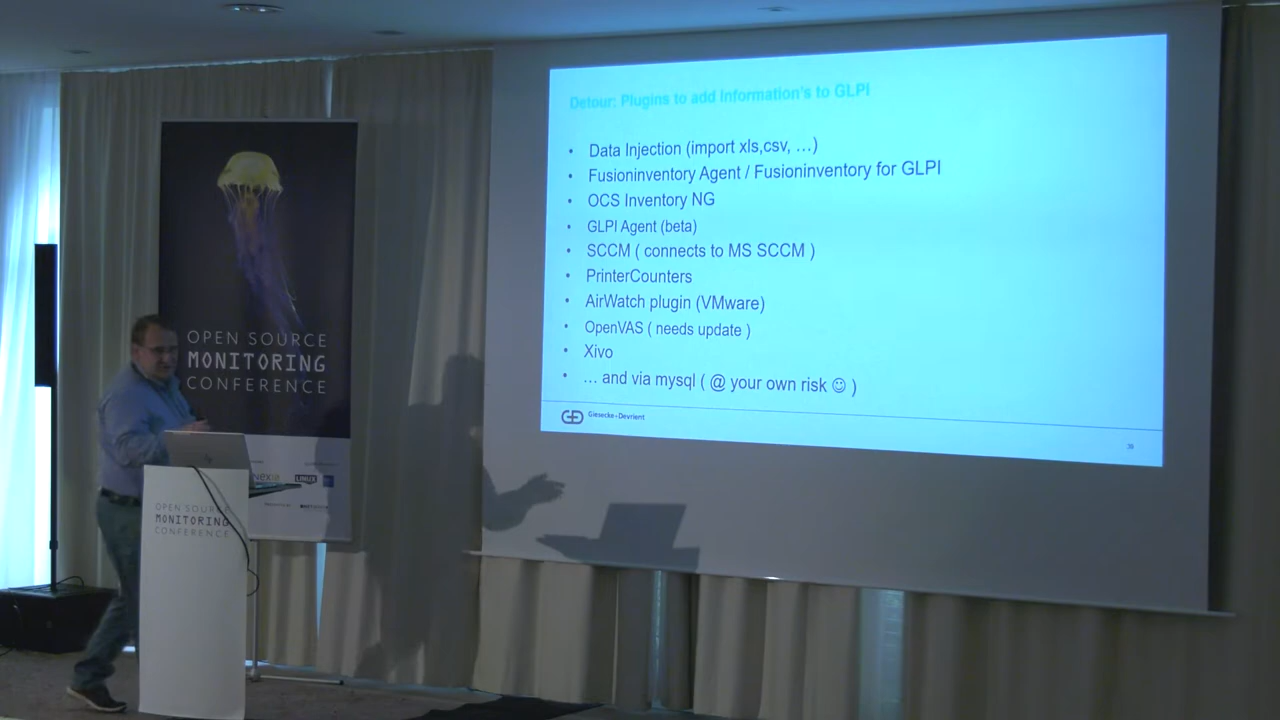 Detour: Plugins to add Information's to GLPI
• Data Injection (import xls,csv, …)
• Fusioninventory Agent / Fusioninventory for GLPI
• OCS Inventory NG
• GLPI Agent (beta)
• SCCM ( connects to MS SCCM )
• PrinterCounters
• AirWatch plugin (VMware)
• OpenVAS ( needs update )
• Xivo
• … and via mysql ( @ your own risk ☺ )
Giesecke+Devrient
OPEN SOURCE
MONITORING
CONFERENCE
LINUX
OPEN SOURCE
MONITORING
CONFERENCE